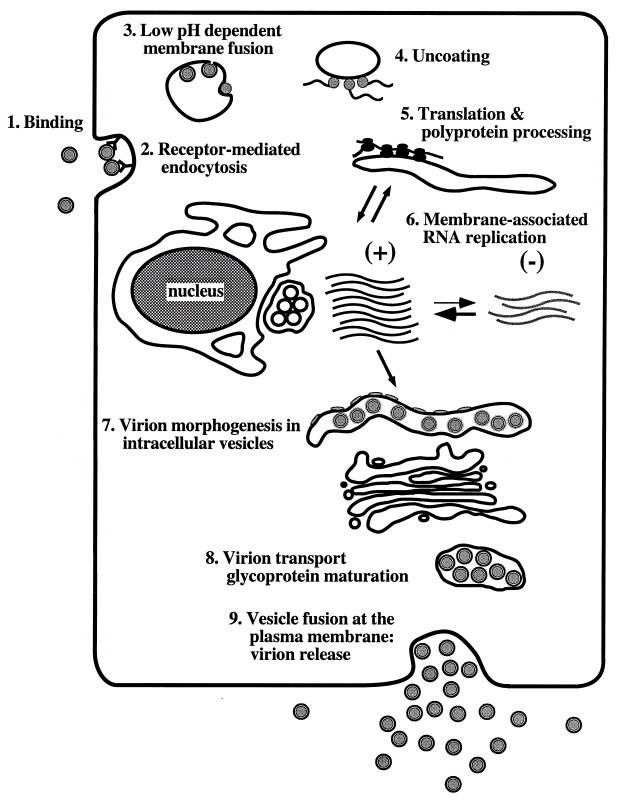 3. Low pH dependent
membrane fusion
4. Uncoating
1. Binding
5. Translation &
polyprotein processing
2. Receptor-mediated
endocytosis
6. Membrane-associated
RNA replication
(+)
(-)
nucleus
7. Virion morphogenesis in
intracellular vesicles
8. Virion transport
glycoprotein maturation
9. Vesicle fusion at the
plasma membrane:
virion release